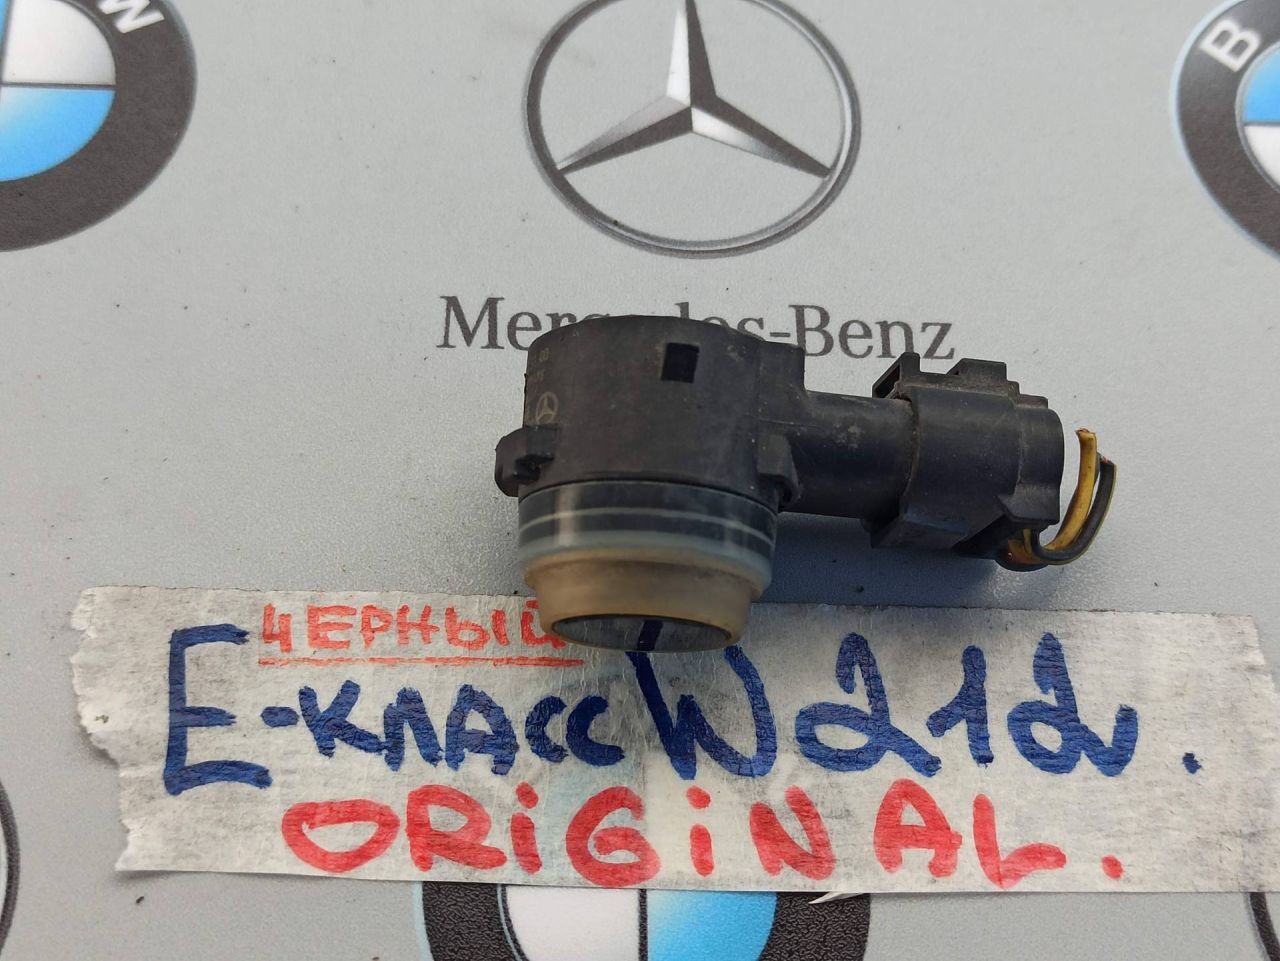 W
B
Mercedes-Benz
ЧЕРНЫЙ
E-КЛАСС W212.
ORiGiNAL.